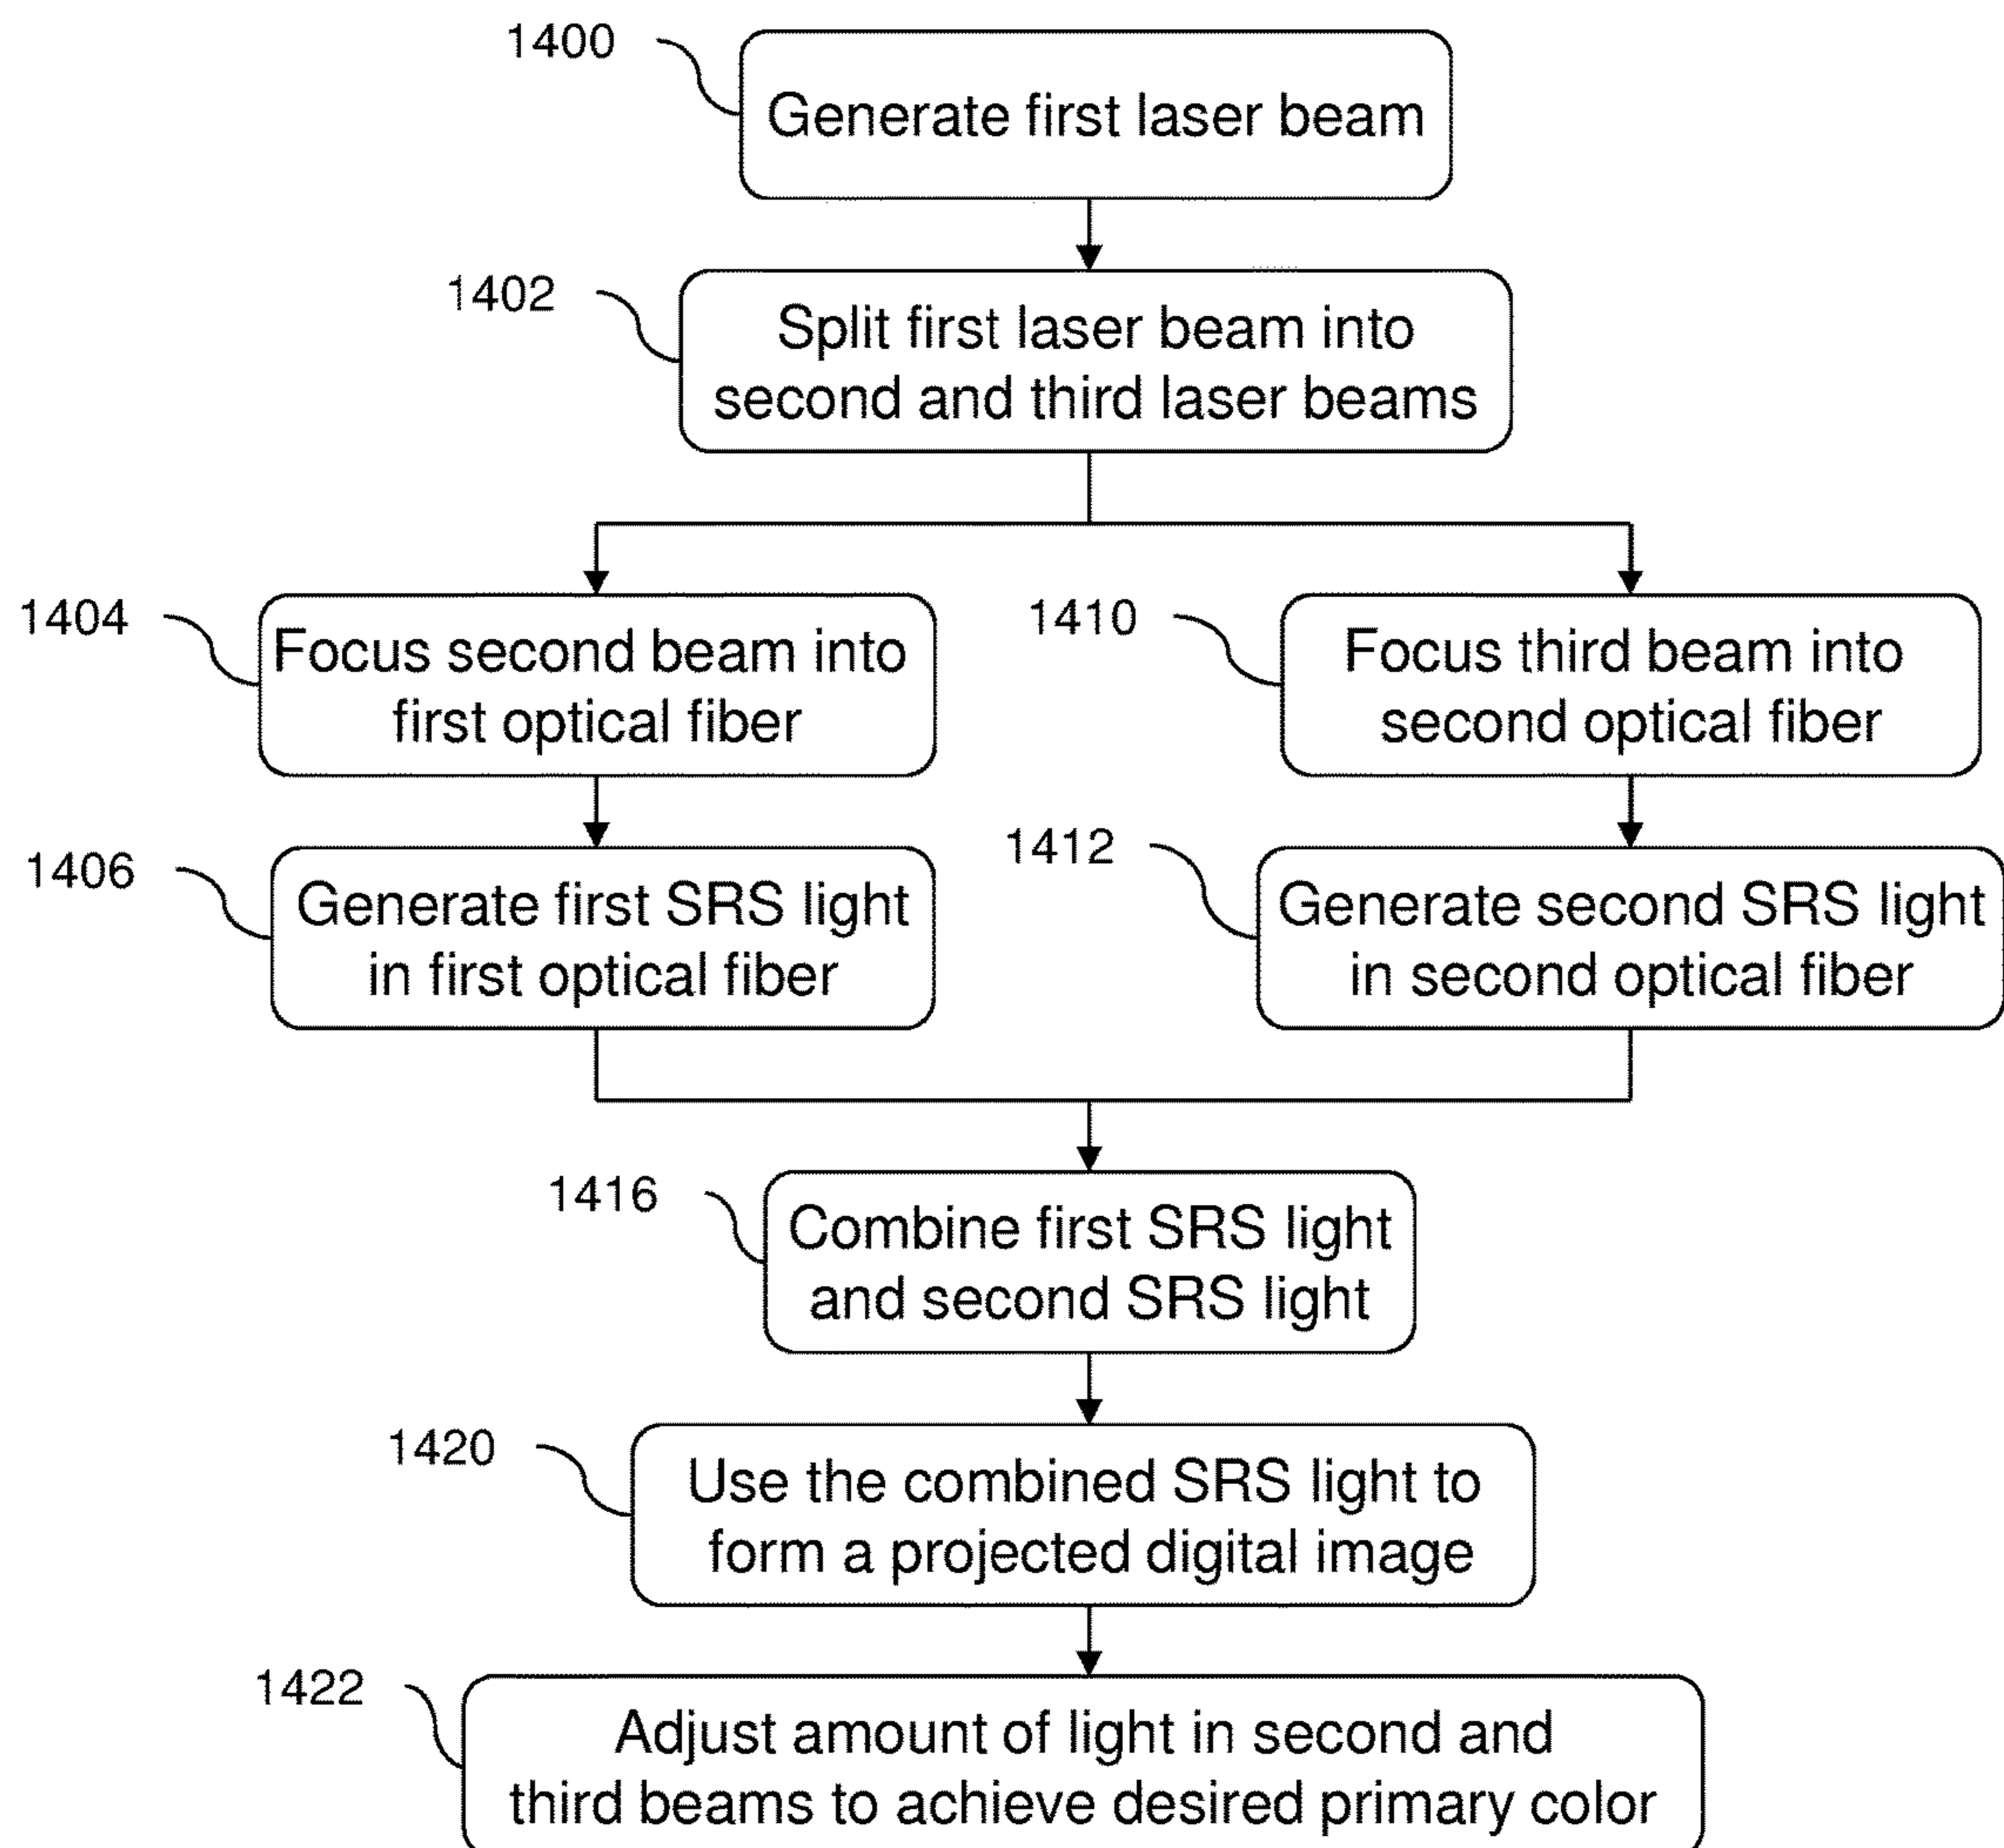 1400
Generate first laser beam
1402
Split first laser beam into
second and third laser beams
1404
Focus second beam into
first optical fiber
1410
Focus third beam into
second optical fiber
1406
Generate first SRS light
in first optical fiber
1412
Generate second SRS light
in second optical fiber
1416
Combine first SRS light
and second SRS light
1420
Use the combined SRS light to
form a projected digital image
1422
Adjust amount of light in second and
third beams to achieve desired primary color